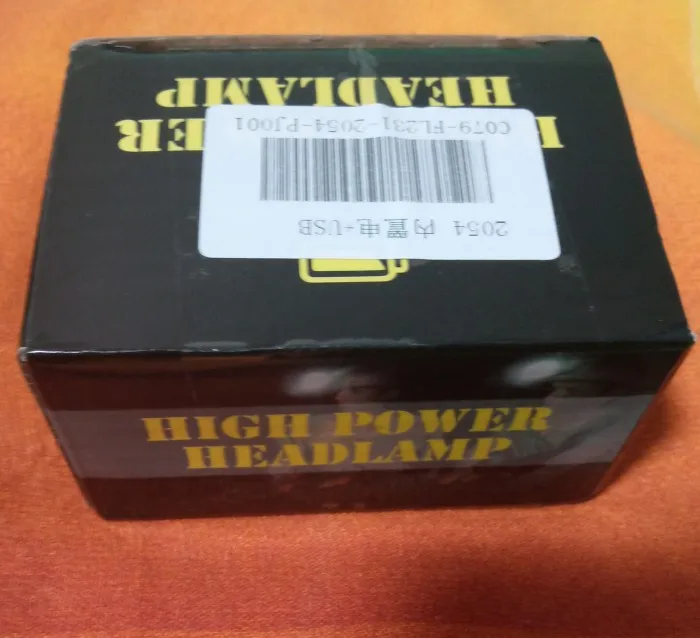 2054 内置电+USB
C079-FL231-2054-PJ001
HEADLAMP
HIGH POWER
HEADLAMP